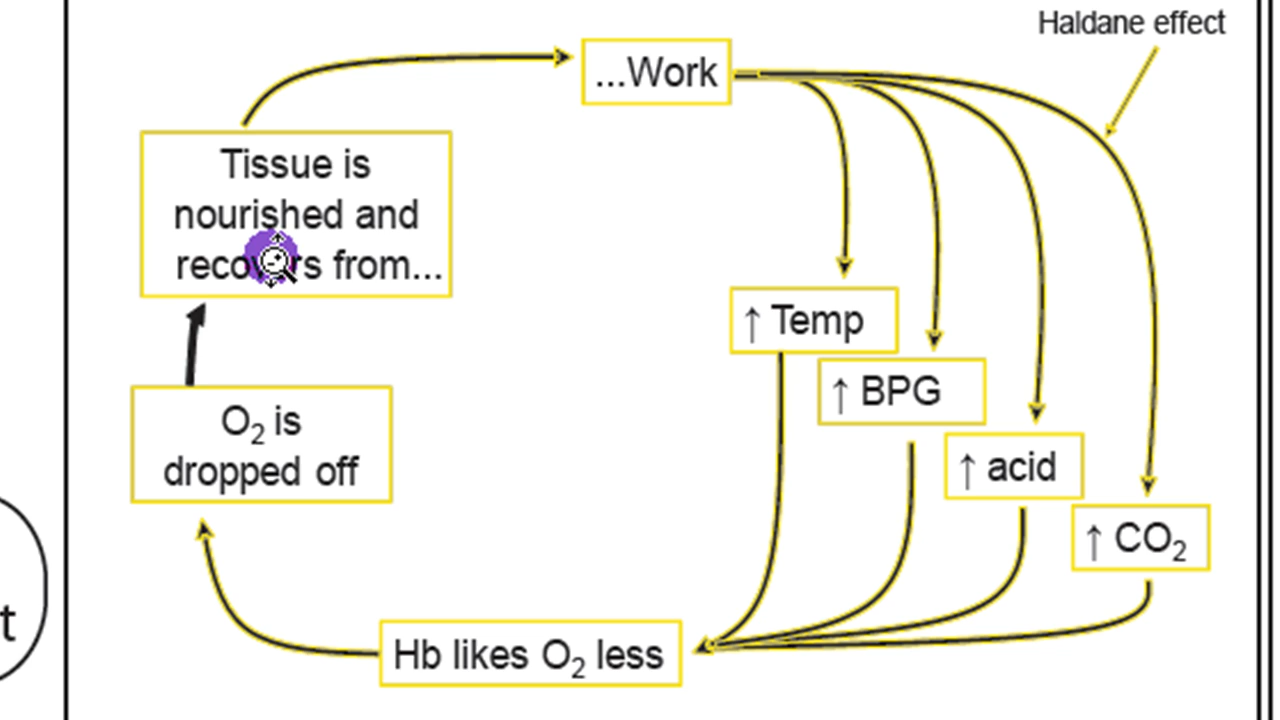 Haldane effect
...Work
Tissue is
nourished and
recovers from...
↑ Temp
↑ BPG
O₂ is
dropped off
↑ acid
↑ CO₂
t
Hb likes O₂ less